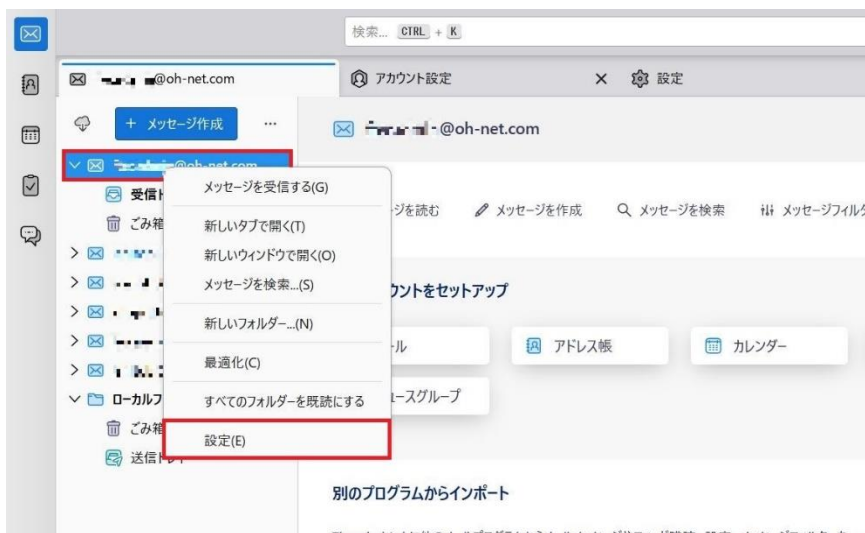 検索... CTRL + K
@oh-net.com
アカウント設定
設定
+ メッセージ作成
@oh-net.com
@oh-net.com
メッセージを受信する(G)
受信ト
ジを読む
メッセージを作成
メッセージを検索
メッセージフィルタ
ごみ箱
新しいタブで開く(T)
新しいウィンドウで開く(O)
メッセージを検索...(S)
ウントをセットアップ
新しいフォルダー...(N)
ール
アドレス帳
カレンダー
最適化(C)
ローカルフ
すべてのフォルダーを既読にする
ースグループ
ごみ箱
設定(E)
送信トレイ
別のプログラムからインポート